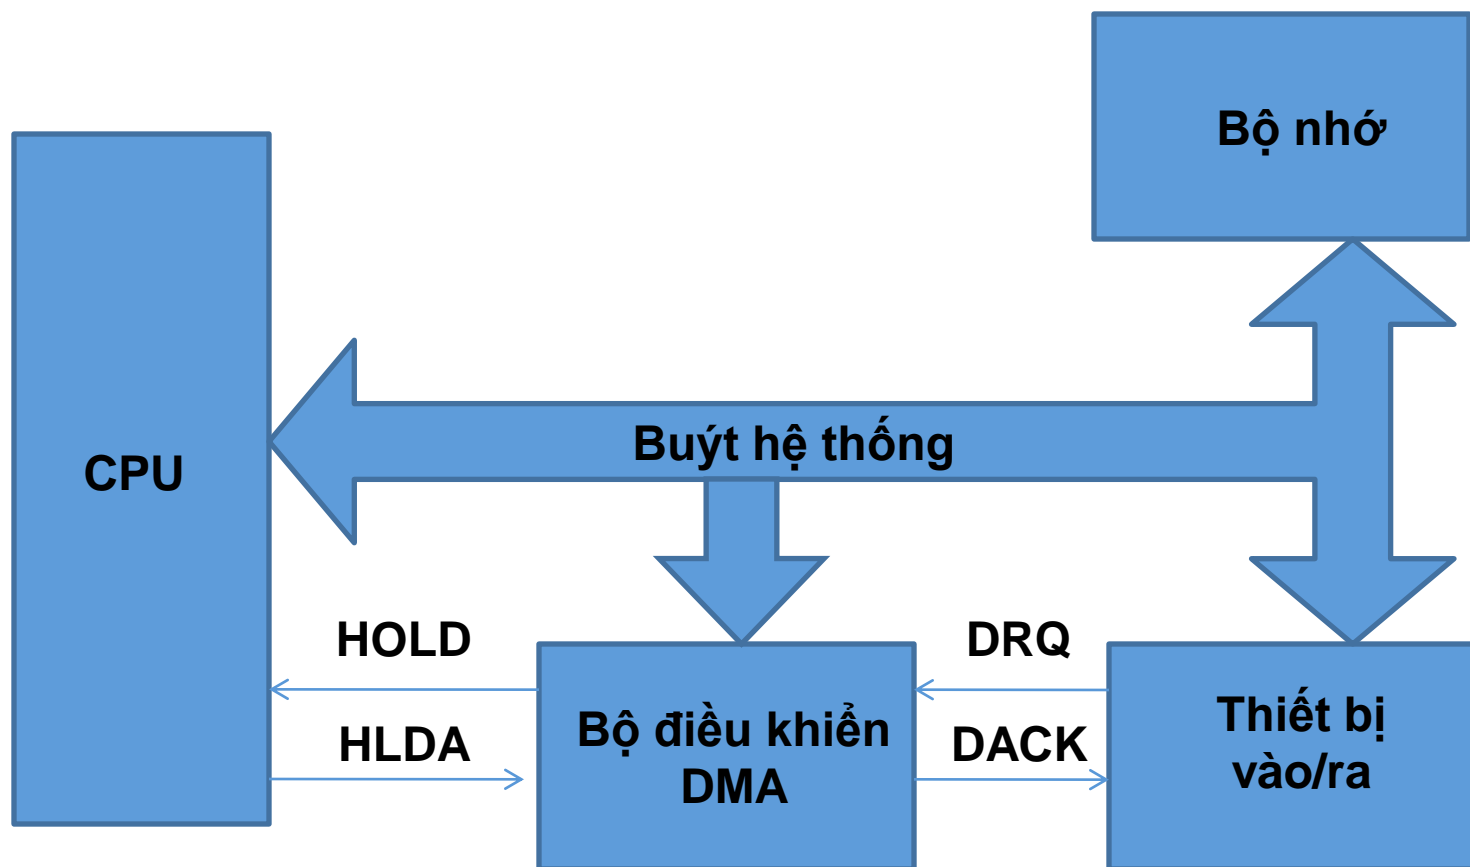 Bộ nhớ
Buýt hệ thống
CPU
HOLD
DRQ
HLDA
Bộ điều khiển
DMA
DACK
Thiết bị
vào/ra